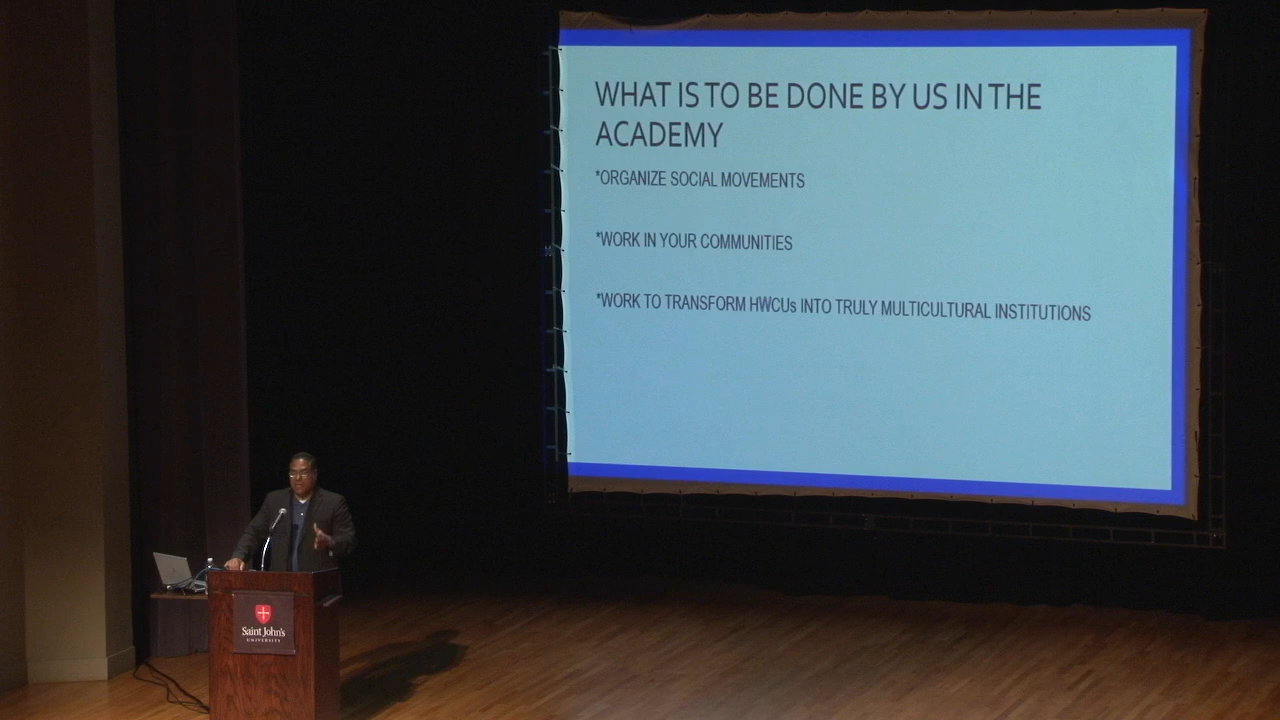 WHAT IS TO BE DONE BY US IN THE
ACADEMY
*ORGANIZE SOCIAL MOVEMENTS
*WORK IN YOUR COMMUNITIES
*WORK TO TRANSFORM HWCUs INTO TRULY MULTICULTURAL INSTITUTIONS
Saint John's
UNIVERSITY